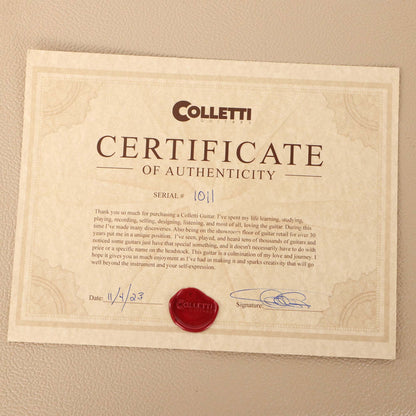 COLLETTI
GUITARS
CERTIFICATE
OF AUTHENTICITY
SERIAL # 1011
Thank you so much for purchasing a Colletti Guitar. I've spent my life learning, studying,
playing, recording, selling, designing, listening, and most of all, loving the guitar. During this
time I've made many discoveries. Also being on the showroom floor of guitar retail for over 30
years put me in a unique position. I've seen, played, and heard tens of thousands of guitars and
noticed some guitars just have that special something, and it doesn't necessarily have to do with
price or a specific name on the headstock. This guitar is a culmination of my love and journey. I
hope it gives you as much enjoyment as I've had in making it and sparks creativity that will go
well beyond the instrument and your self-expression.
Date: 11/4/23
Signature:
COLLETTI